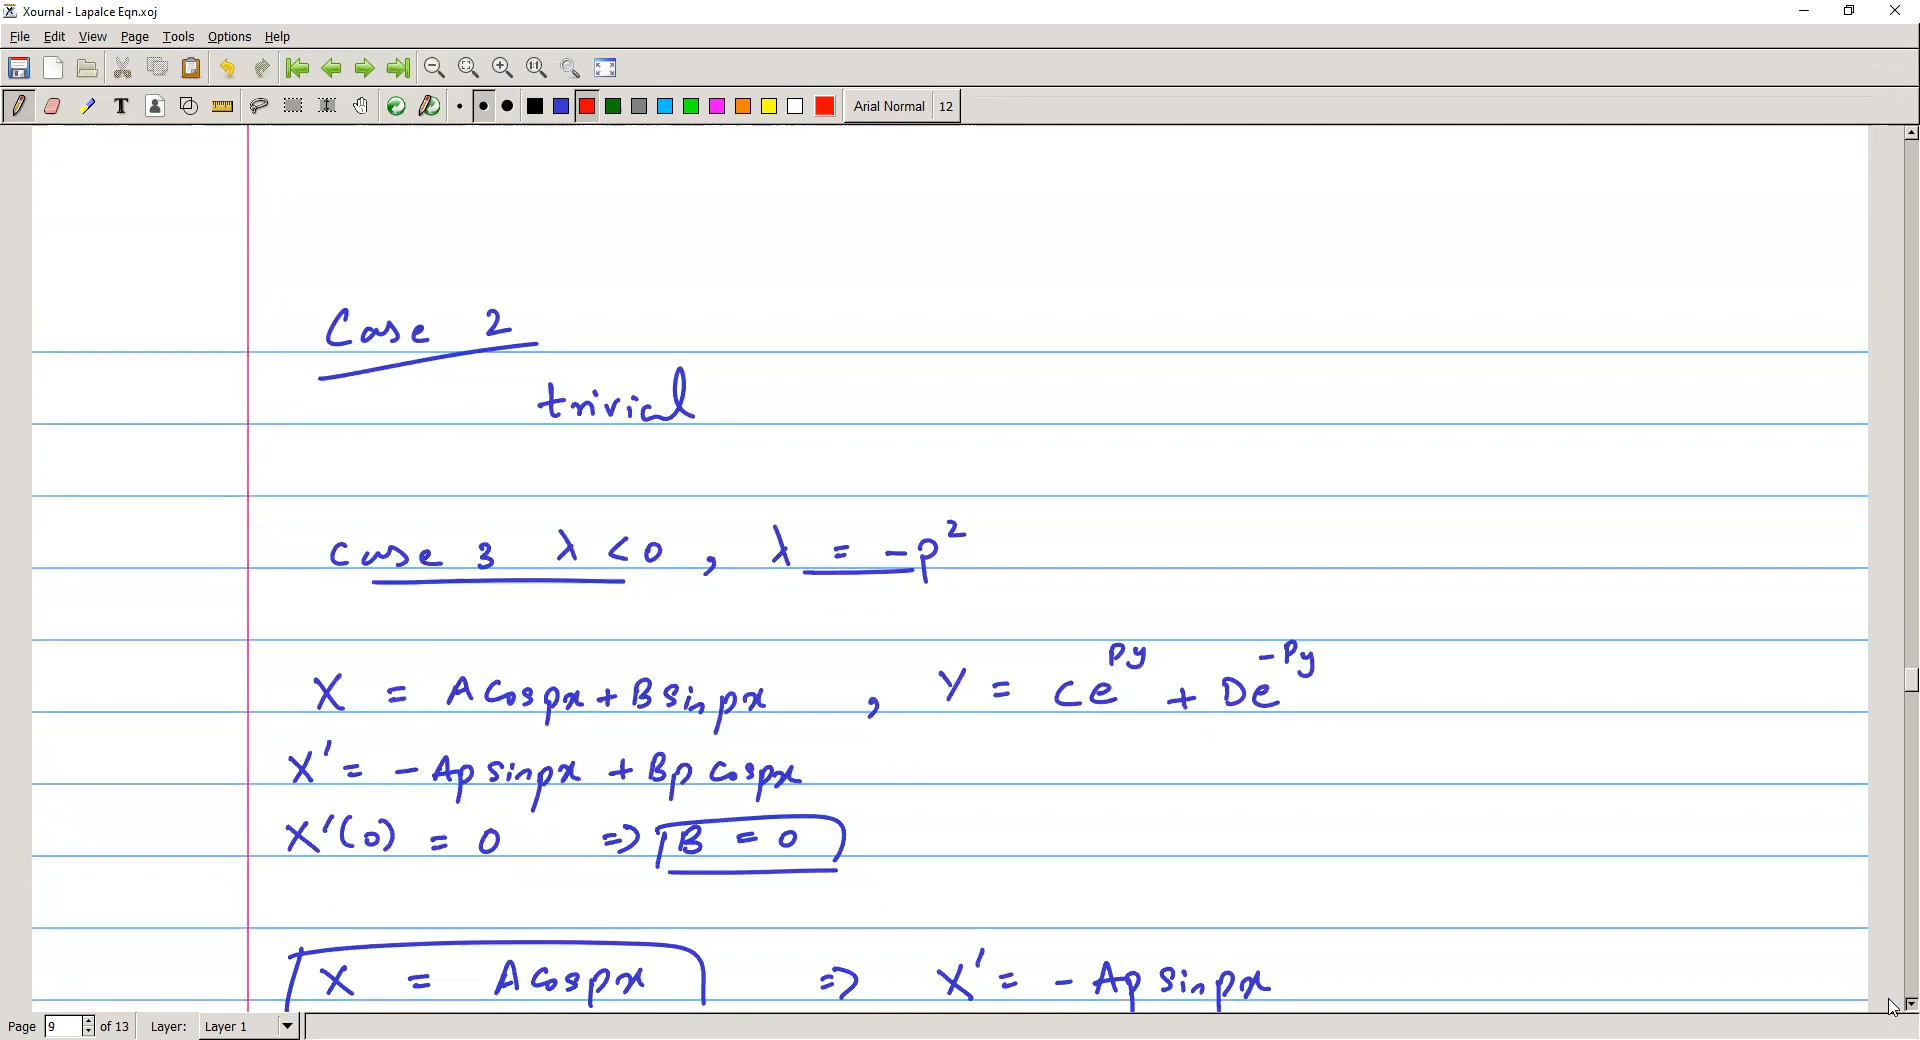 Xournal - Lapalce Eqn.xoj
File Edit View Page Tools Options Help
Arial Normal 12
Case 2
trivial
Case 3 λ < 0 , λ = -p²
X = A Cos px + B Sin px , Y = C e^{py} + D e^{-py}
X' = - Ap sin px + Bp Cos px
X'(0) = 0 => B = 0
X = A Cos px => X' = - Ap Sin px
Page 9 of 13 Layer: Layer 1